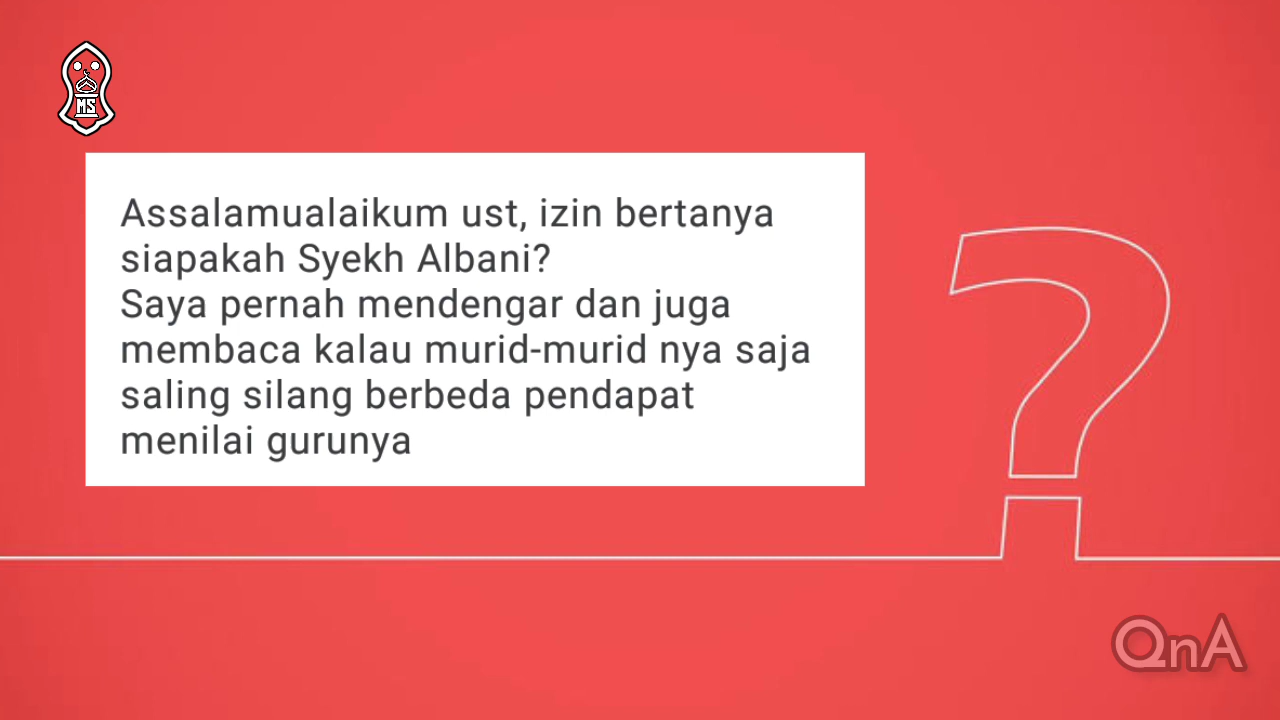 MS
Assalamualaikum ust, izin bertanya
siapakah Syekh Albani?
Saya pernah mendengar dan juga
membaca kalau murid-murid nya saja
saling silang berbeda pendapat
menilai gurunya
QnA